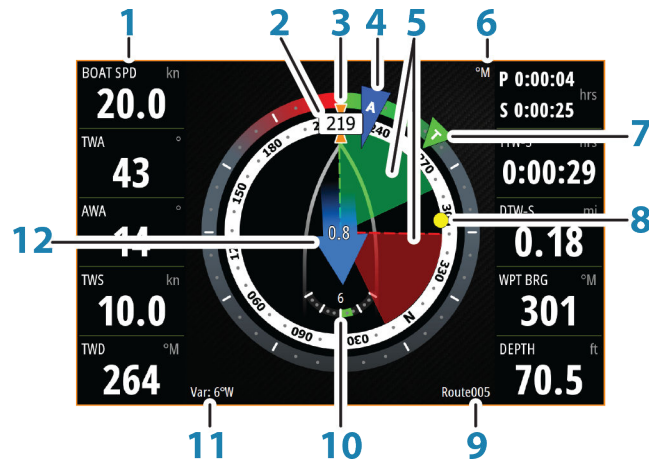 1
2
3
4
5
6
BOAT SPD kn
20.0
TWA °
43
AWA °
14
TWS kn
10.0
TWD °M
264
°M
P 0:00:04
S 0:00:25
hrs
7
TTW-S hrs
0:00:29
DTW-S mi
0.18
8
WPT BRG °M
301
DEPTH ft
70.5
219
A
T
240
270
330
N
030
060
090
150
180
0.8
6
12
Var: 6°W
Route005
11
10
9